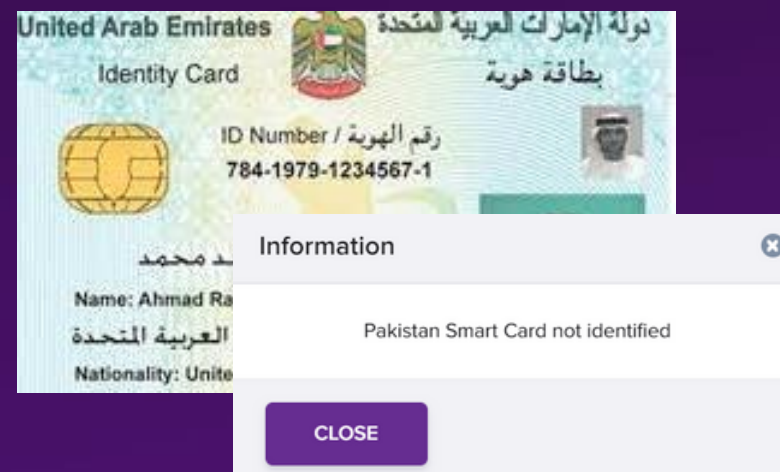 United Arab Emirates
دولة الإمارات العربية المتحدة
Identity Card
بطاقة هوية
ID Number / رقم الهوية
784-1979-1234567-1
محمد
Name: Ahmad Ra
العربية المتحدة
Nationality: Unite
Information
Pakistan Smart Card not identified
CLOSE